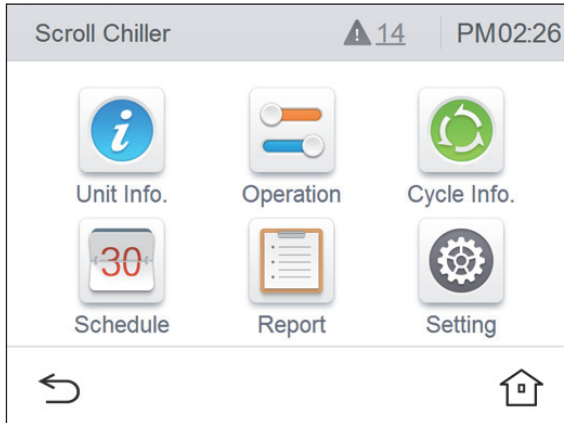 Scroll Chiller 14 PM02:26
Unit Info. Operation Cycle Info.
30
Schedule Report Setting